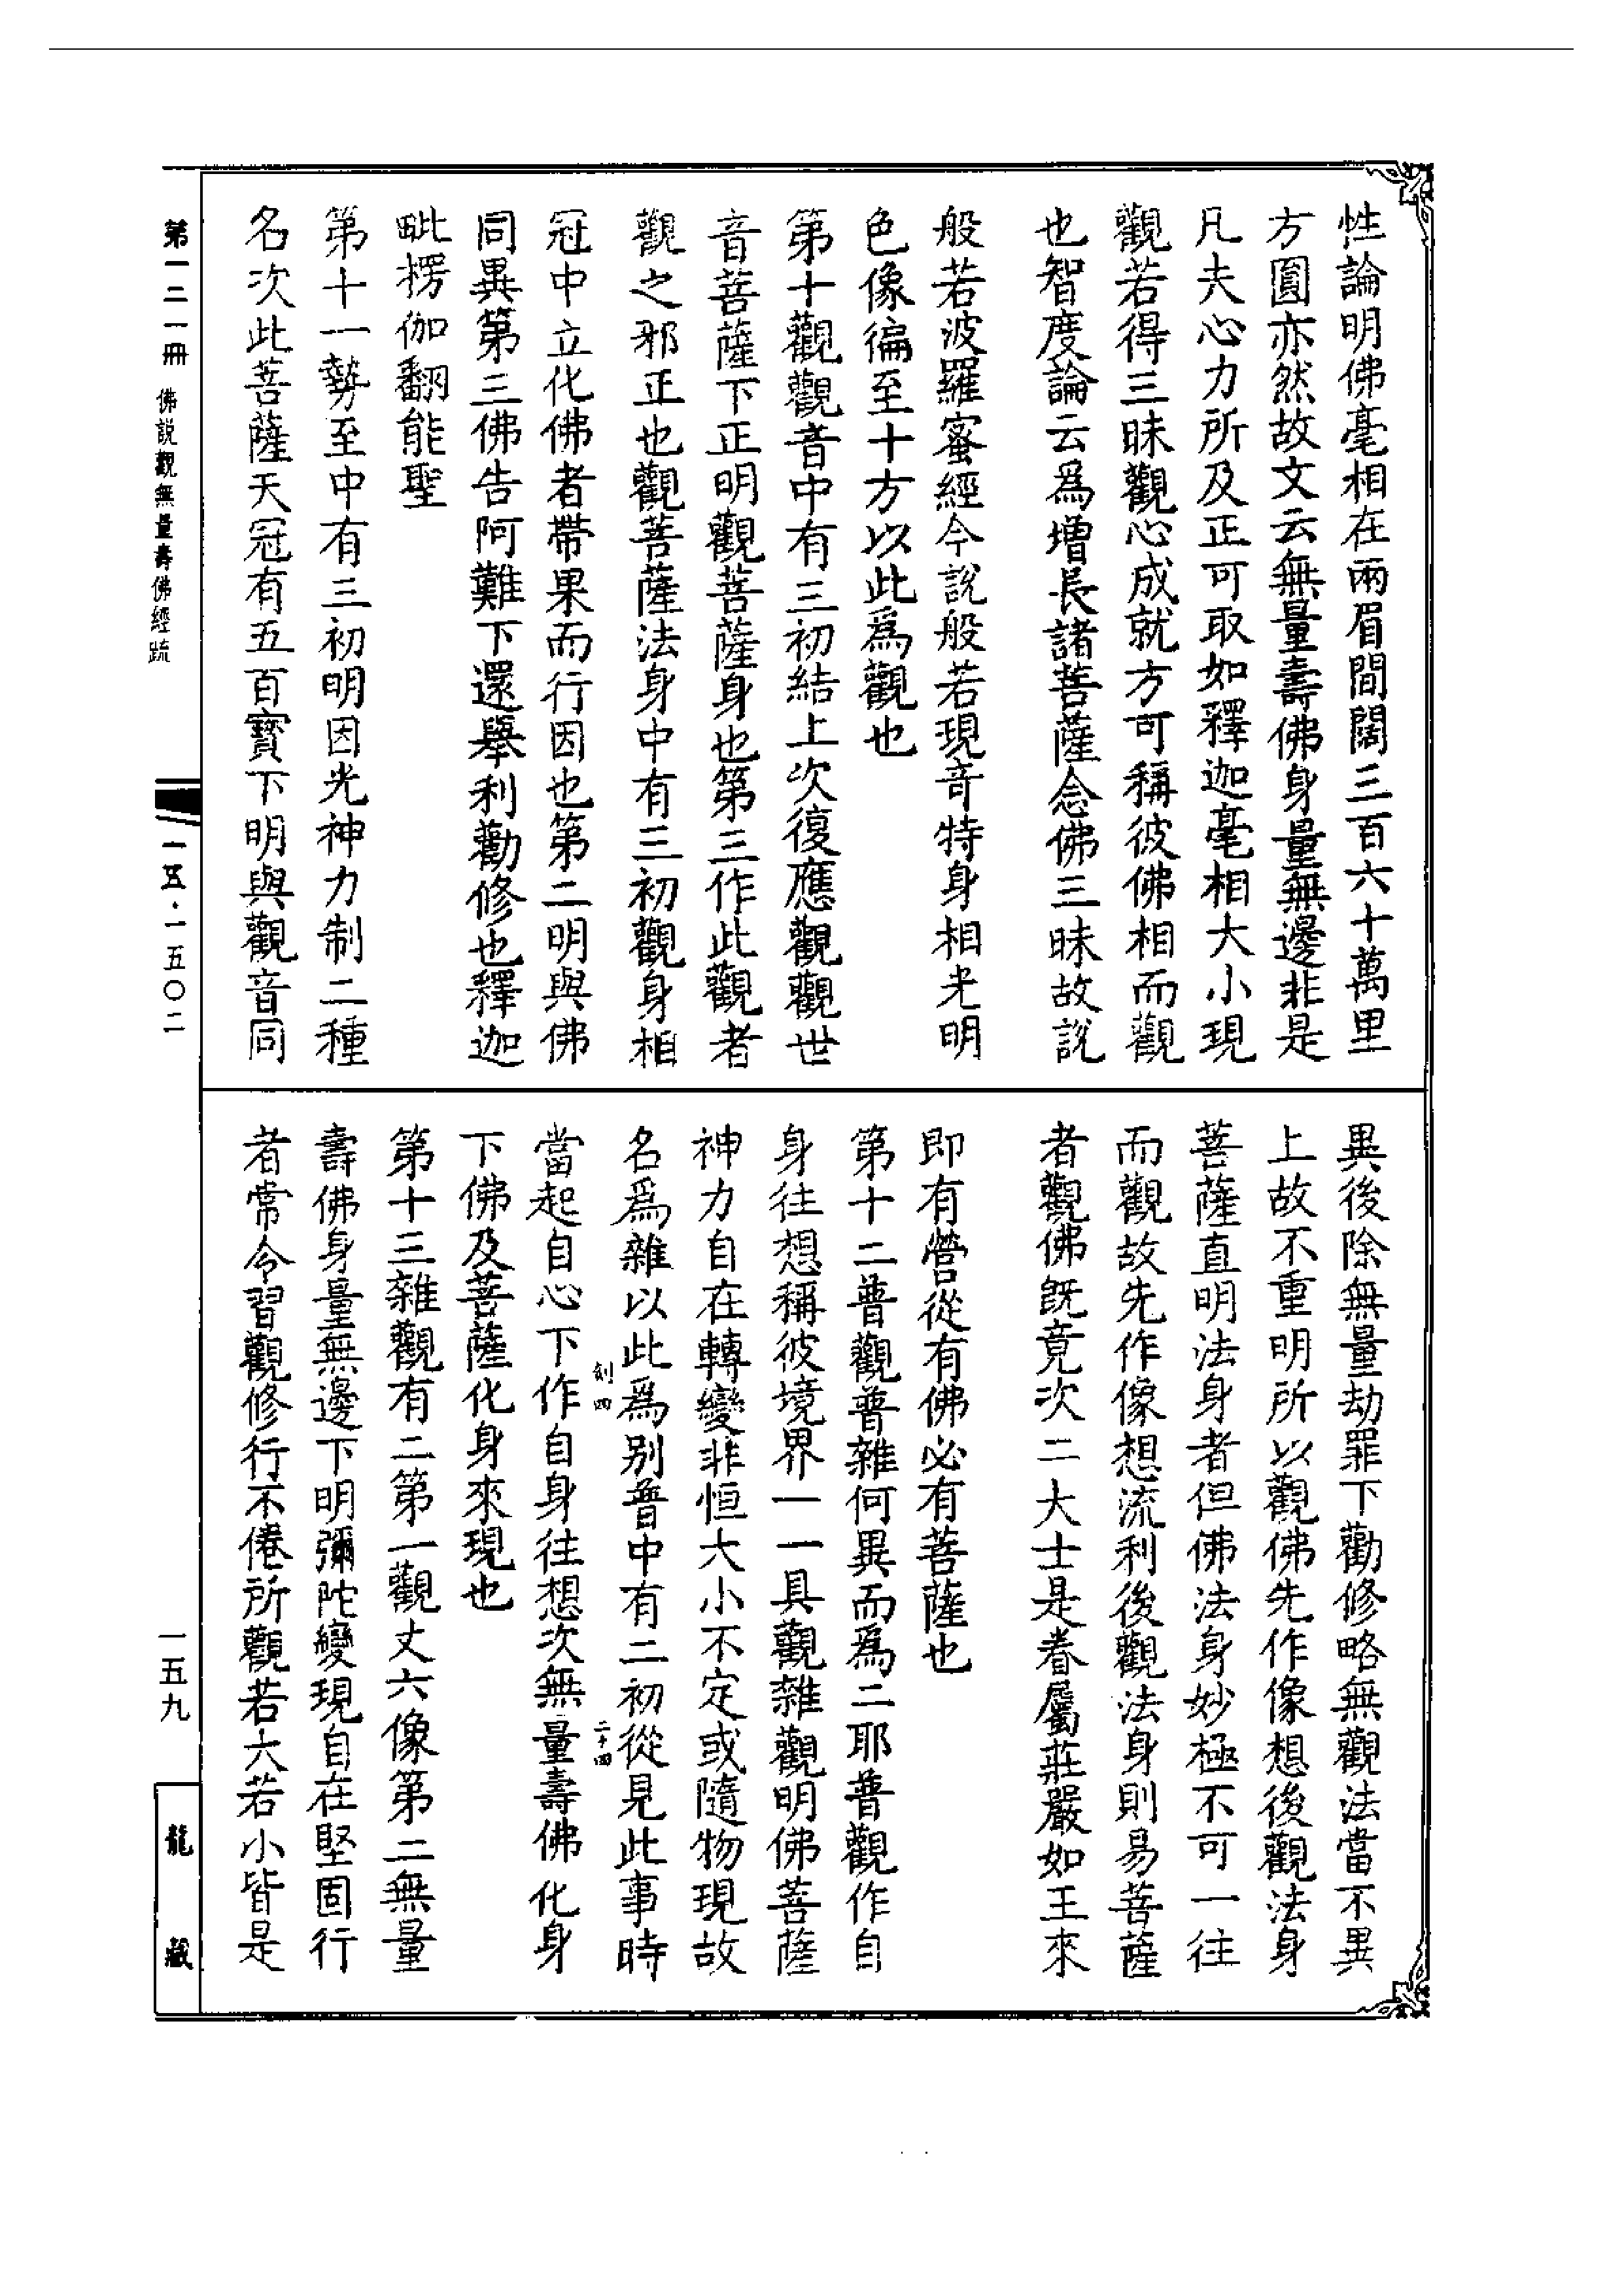 性論明佛毫相在兩眉間闊三百六十萬里
方圓亦然故文云無量壽佛身量無邊非是
凡夫心力所及正可取如釋迦毫相大小現
觀若得三昧觀心成就方可稱彼佛相而觀
也智度論云為增長諸菩薩念佛三昧故說
般若波羅蜜經今說般若現奇特身相光明
色像徧至十方以此爲觀也
第十觀觀音中有三初結上次復應觀觀世
音菩薩下正明觀菩薩身也第三作此觀者
觀之邪正也觀菩薩法身中有三初觀身相
冠中立化佛者帶果而行因也第二明與佛
同異第三佛告阿難下還舉利勸修也釋迦
毗楞伽翻能聖
第十一勢至中有三初明因光神力制二種
名次此菩薩天冠有五百寶下明與觀音同
異後除無量劫罪下勸修略無觀法當不異
上故不重明所以觀佛先作像想後觀法身
菩薩直明法身者但佛法身妙極不可一往
而觀故先作像想流利後觀法身則易菩薩
者觀佛既竟次二大士是眷屬莊嚴如王來
即有營從有佛必有菩薩也
第十二普觀普雜何異而爲二耶普觀作自
身往想稱彼境界一一具觀雜觀明佛菩薩
神力自在轉變非恒大小不定或隨物現故
名爲雜以此爲别普中有二初從見此事時
當起自心下作自身往想次無量壽佛化身
下佛及菩薩化身來現也
第十三雜觀有二第一觀丈六像第二無量
壽佛身量無邊下明彌陀變現自在堅固行
者常令習觀修行不倦所觀若大若小皆是
二十四
第一二一冊 佛説觀無量壽佛經疏
一五·一五〇二
一五九
龍藏